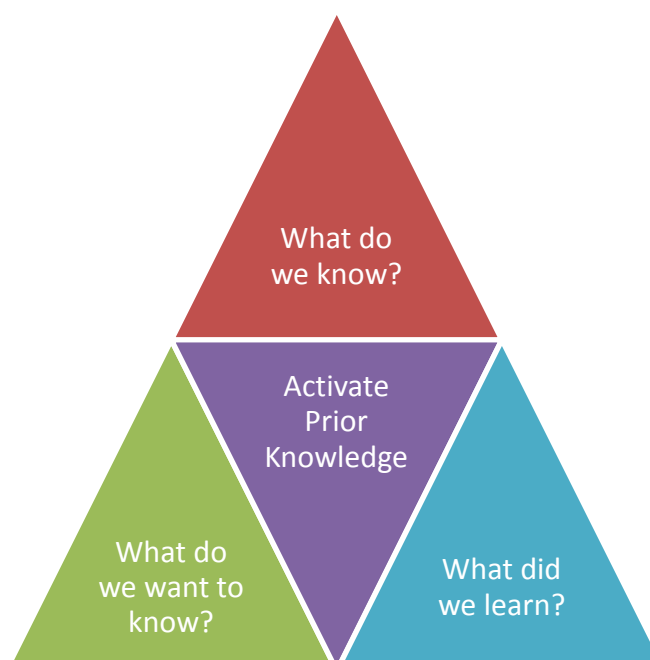 What do
we know?
Activate
Prior
Knowledge
What do
we want to
know?
What did
we learn?